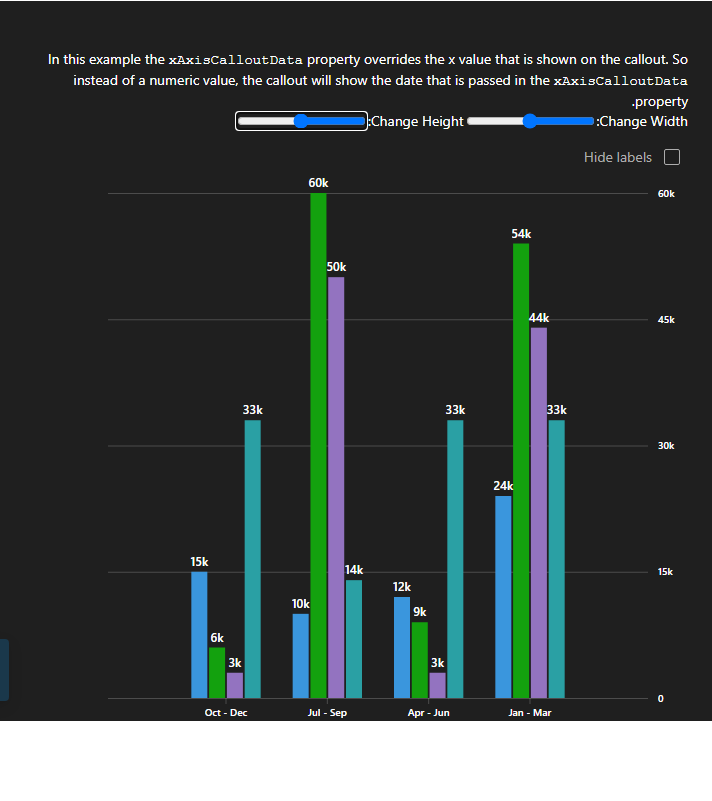 In this example the xAxisCalloutData property overrides the x value that is shown on the callout. So
instead of a numeric value, the callout will show the date that is passed in the xAxisCalloutData
.property
:Change Height :Change Width
Hide labels
60k
60k
54k
50k
45k
44k
33k
33k
33k
30k
24k
15k
14k
15k
12k
10k
9k
6k
3k
3k
0
Oct - Dec
Jul - Sep
Apr - Jun
Jan - Mar